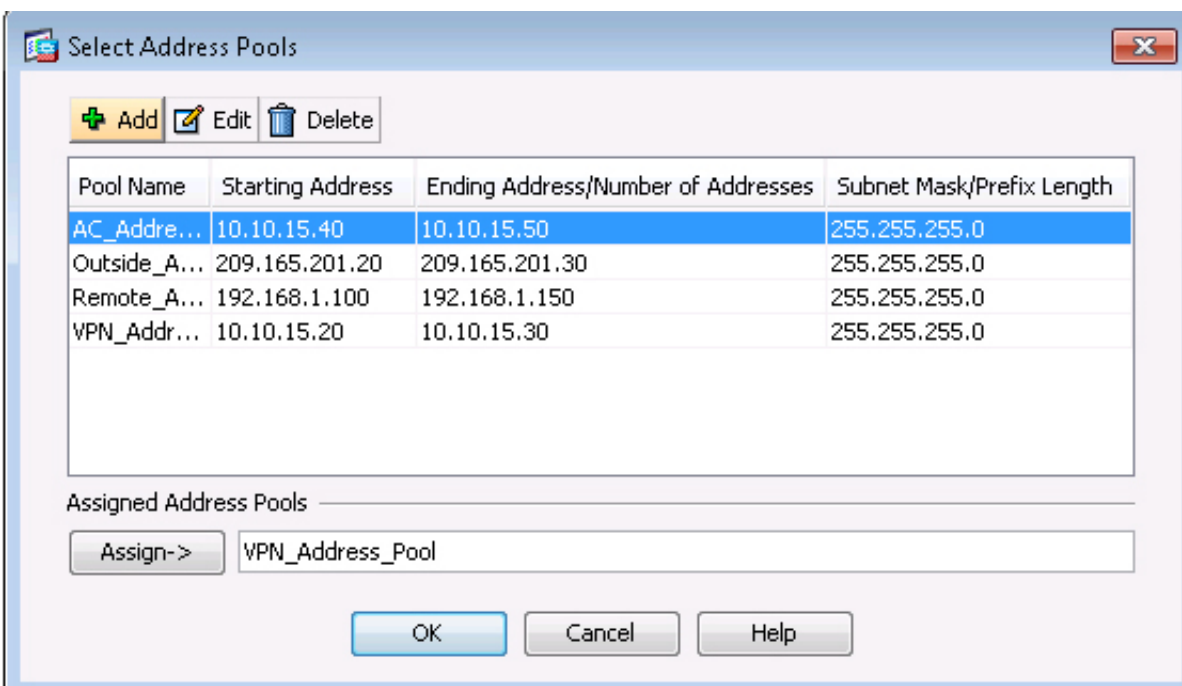 Select Address Pools
Add Edit Delete
Pool Name Starting Address Ending Address/Number of Addresses Subnet Mask/Prefix Length
AC_Addre... 10.10.15.40 10.10.15.50 255.255.255.0
Outside_A... 209.165.201.20 209.165.201.30 255.255.255.0
Remote_A... 192.168.1.100 192.168.1.150 255.255.255.0
VPN_Addr... 10.10.15.20 10.10.15.30 255.255.255.0
Assigned Address Pools
Assign-> VPN_Address_Pool
OK Cancel Help